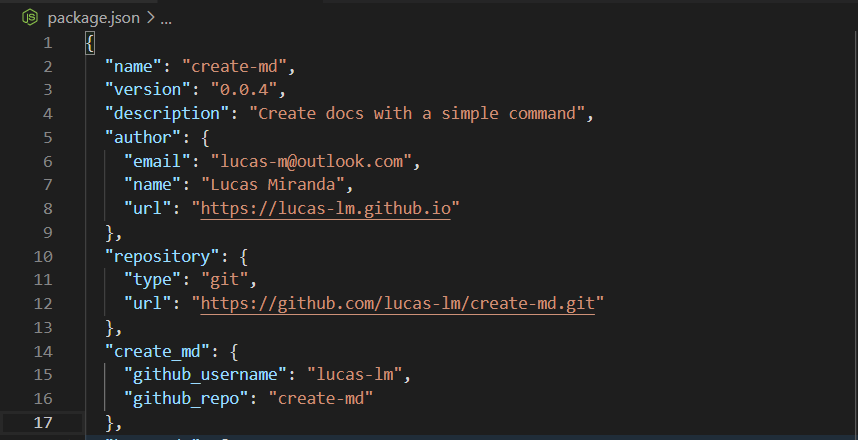 package.json > ...
1 {
2 "name": "create-md",
3 "version": "0.0.4",
4 "description": "Create docs with a simple command",
5 "author": {
6 "email": "lucas-m@outlook.com",
7 "name": "Lucas Miranda",
8 "url": "https://lucas-lm.github.io"
9 },
10 "repository": {
11 "type": "git",
12 "url": "https://github.com/lucas-lm/create-md.git"
13 },
14 "create_md": {
15 "github_username": "lucas-lm",
16 "github_repo": "create-md"
17 },